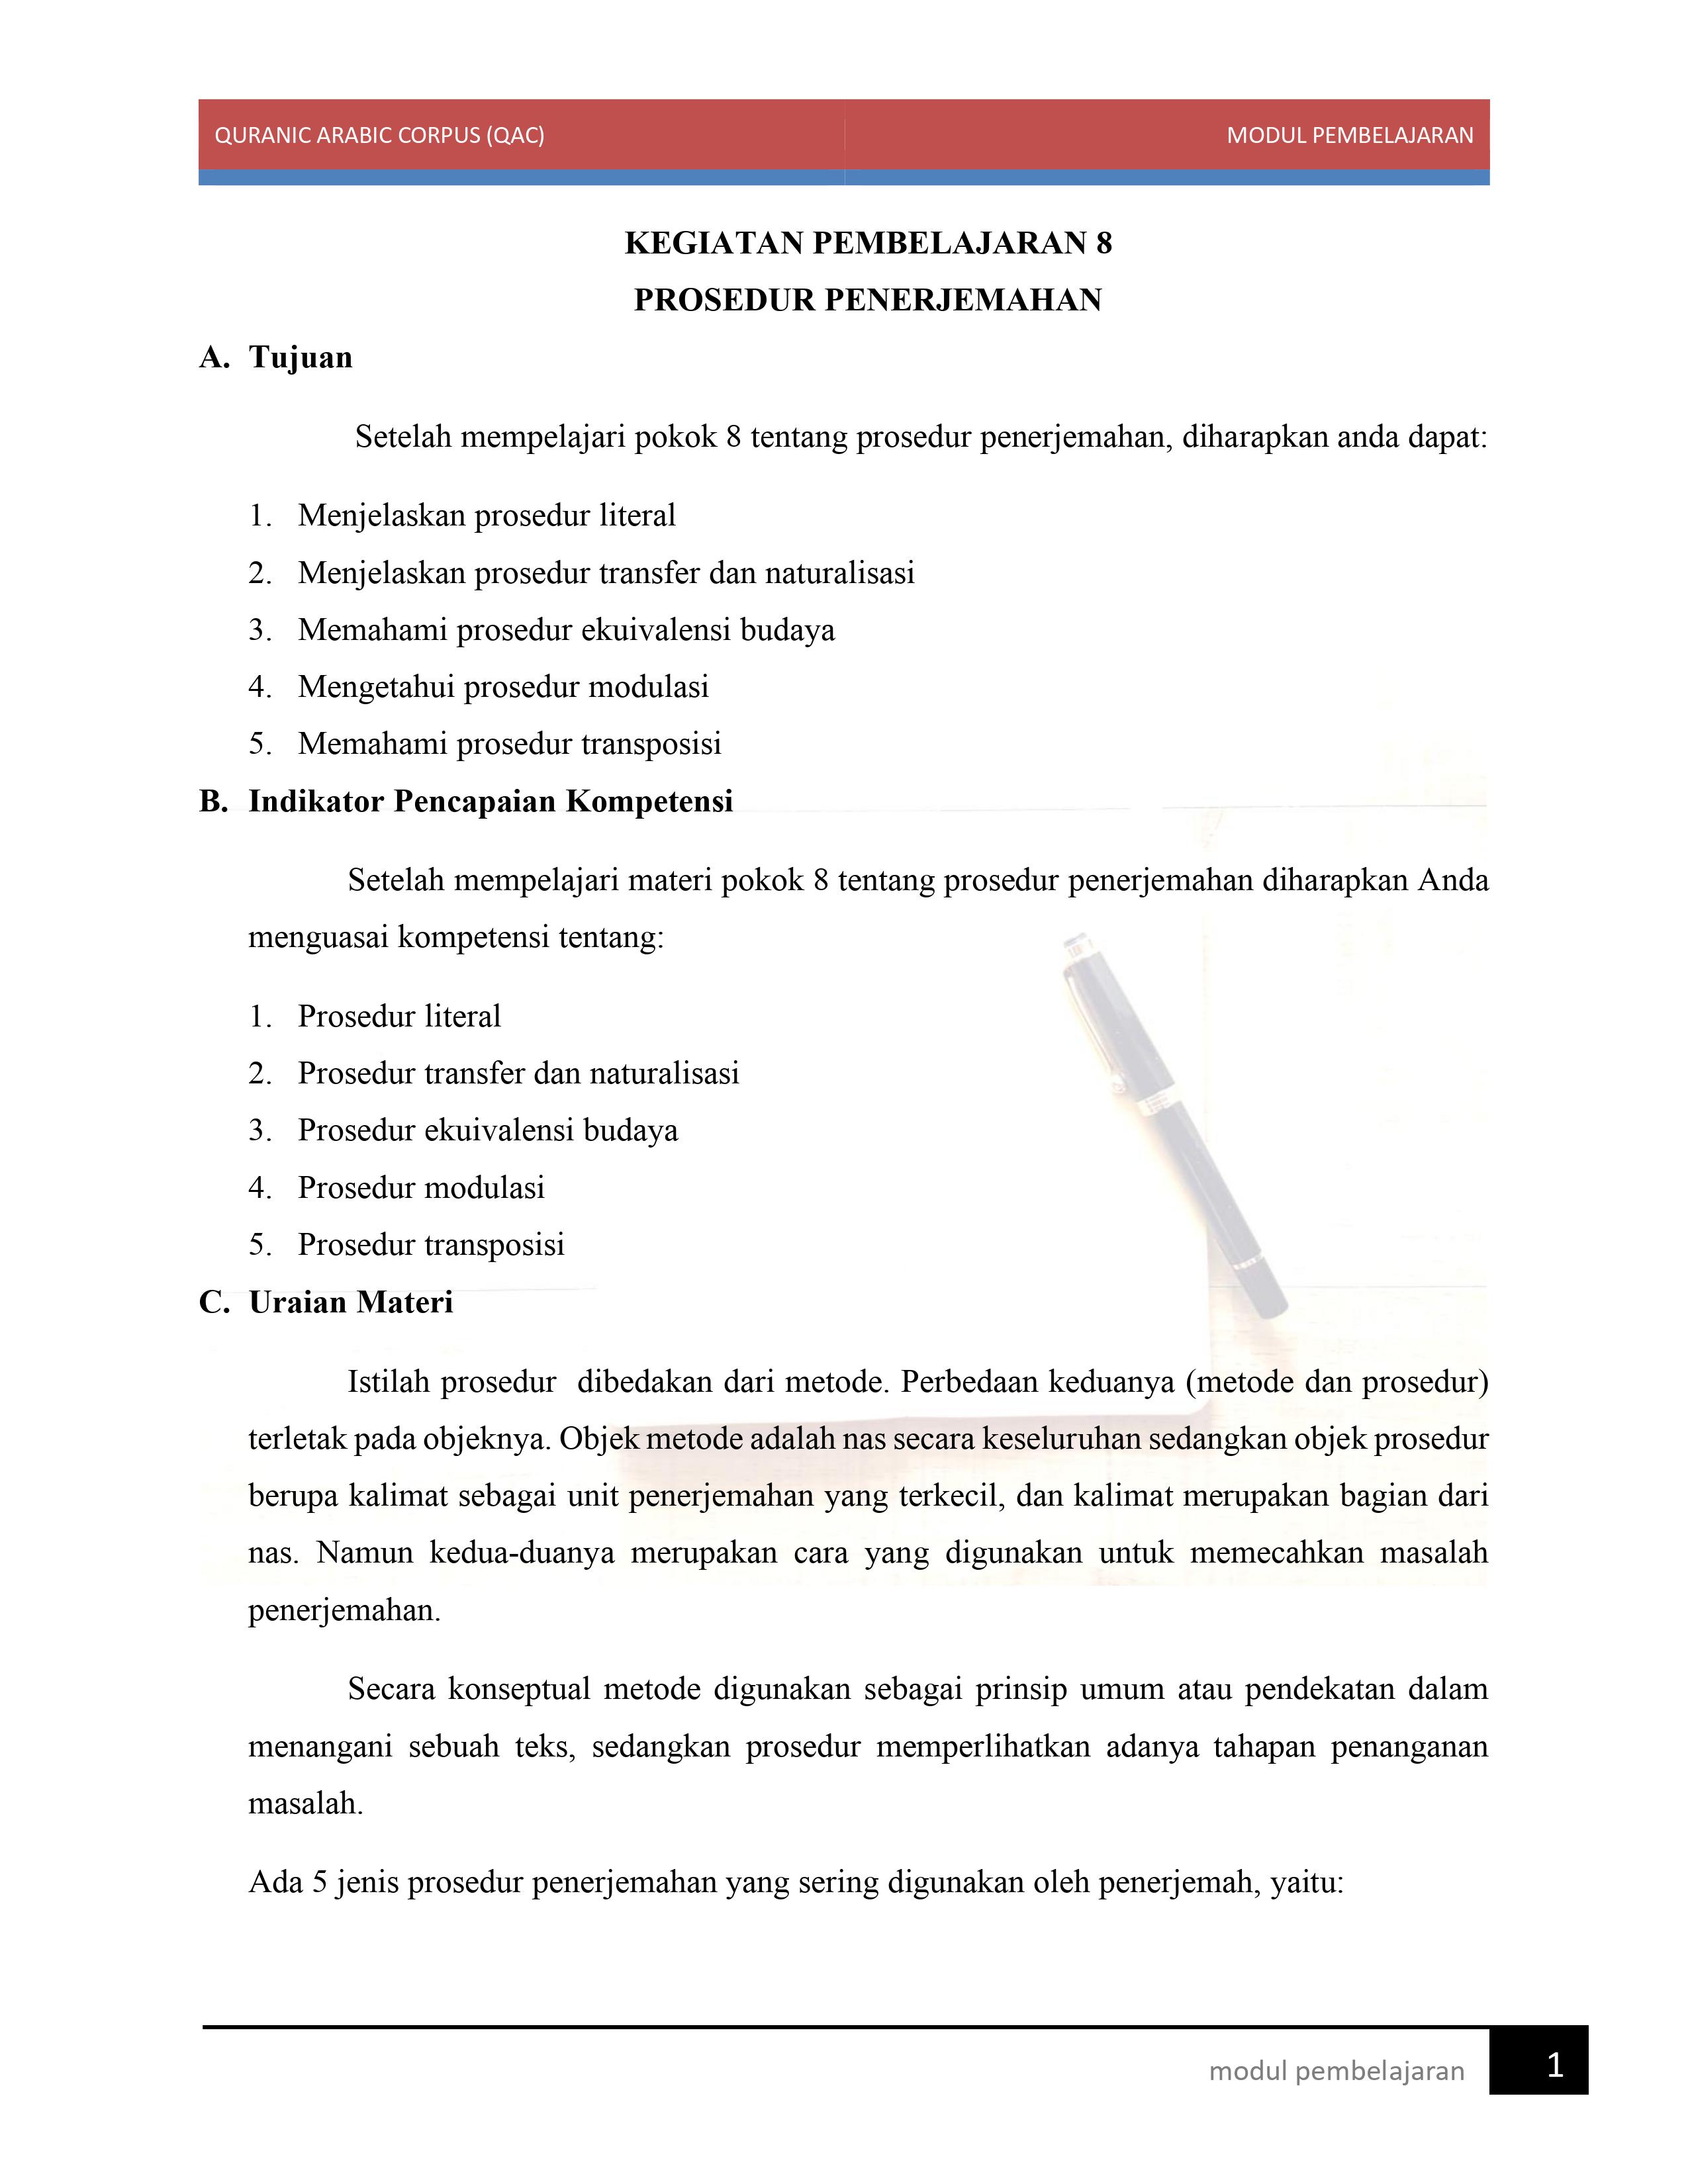 QURANIC ARABIC CORPUS (QAC) MODUL PEMBELAJARAN
KEGIATAN PEMBELAJARAN 8
PROSEDUR PENERJEMAHAN
A. Tujuan
Setelah mempelajari pokok 8 tentang prosedur penerjemahan, diharapkan anda dapat:
1. Menjelaskan prosedur literal
2. Menjelaskan prosedur transfer dan naturalisasi
3. Memahami prosedur ekuivalensi budaya
4. Mengetahui prosedur modulasi
5. Memahami prosedur transposisi
B. Indikator Pencapaian Kompetensi
Setelah mempelajari materi pokok 8 tentang prosedur penerjemahan diharapkan Anda
menguasai kompetensi tentang:
1. Prosedur literal
2. Prosedur transfer dan naturalisasi
3. Prosedur ekuivalensi budaya
4. Prosedur modulasi
5. Prosedur transposisi
C. Uraian Materi
Istilah prosedur dibedakan dari metode. Perbedaan keduanya (metode dan prosedur)
terletak pada objeknya. Objek metode adalah nas secara keseluruhan sedangkan objek prosedur
berupa kalimat sebagai unit penerjemahan yang terkecil, dan kalimat merupakan bagian dari
nas. Namun kedua-duanya merupakan cara yang digunakan untuk memecahkan masalah
penerjemahan.
Secara konseptual metode digunakan sebagai prinsip umum atau pendekatan dalam
menangani sebuah teks, sedangkan prosedur memperlihatkan adanya tahapan penanganan
masalah.
Ada 5 jenis prosedur penerjemahan yang sering digunakan oleh penerjemah, yaitu:
modul pembelajaran 1